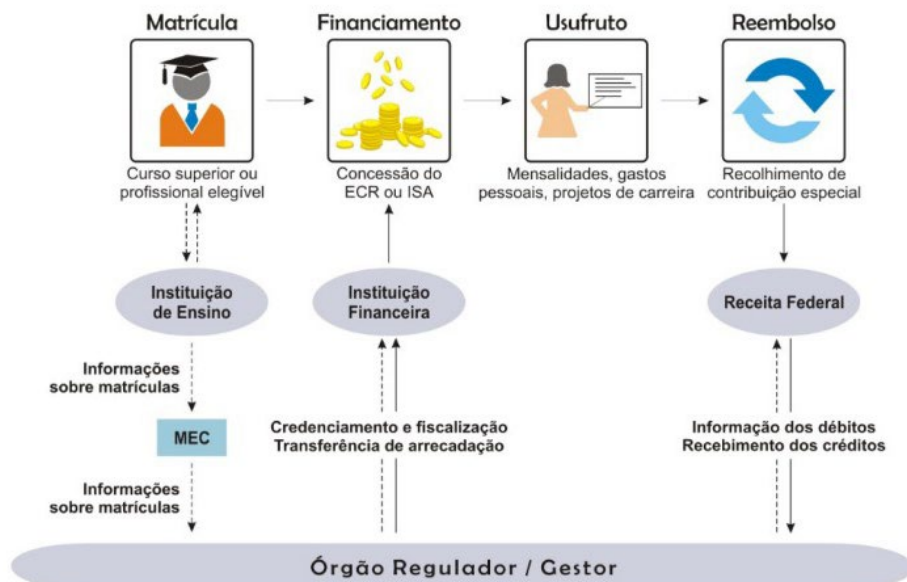 Matrícula
Financiamento
Usufruto
Reembolso
Curso superior ou
profissional elegível
Concessão do
ECR ou ISA
Mensalidades, gastos
pessoais, projetos de carreira
Recolhimento de
contribuição especial
Instituição
de Ensino
Instituição
Financeira
Receita Federal
Informações
sobre matrículas
MEC
Credenciamento e fiscalização
Transferência de arrecadação
Informação dos débitos
Recebimento dos créditos
Informações
sobre matrículas
Órgão Regulador / Gestor